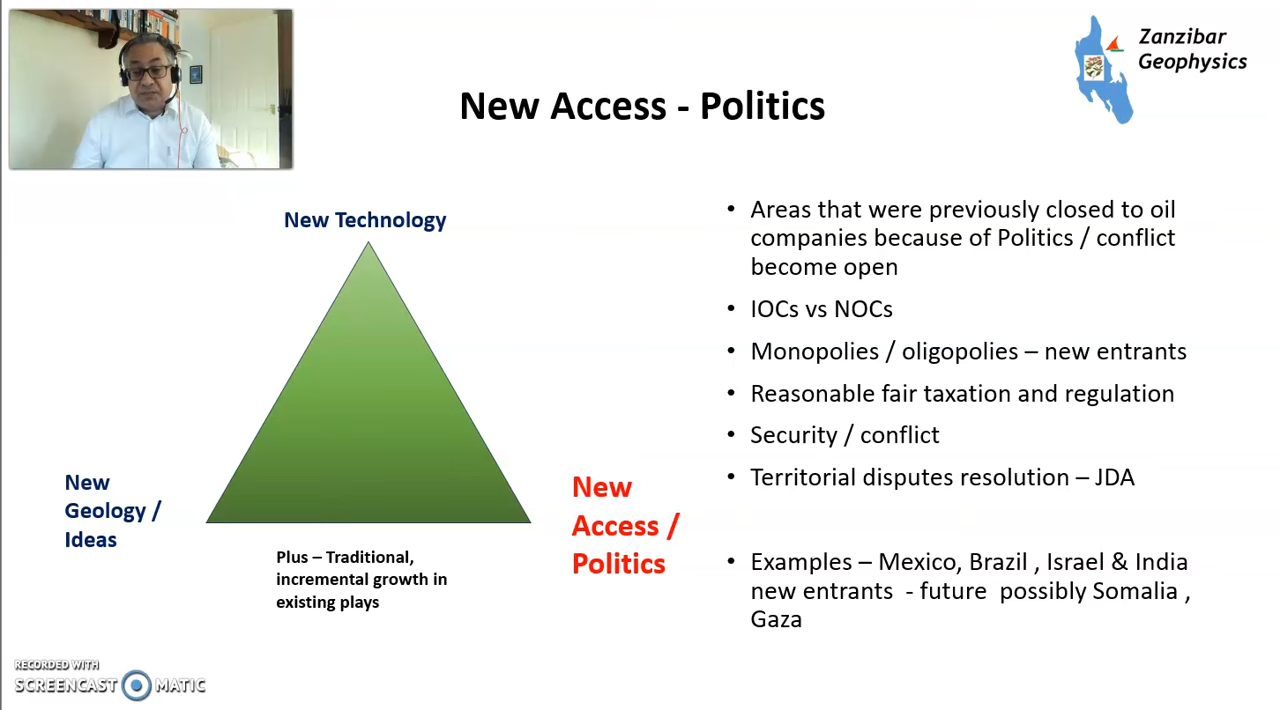 Zanzibar
Geophysics
New Access - Politics
New Technology
New
Geology /
Ideas
New
Access /
Politics
Plus – Traditional,
incremental growth in
existing plays
• Areas that were previously closed to oil
companies because of Politics / conflict
become open
• IOCs vs NOCs
• Monopolies / oligopolies – new entrants
• Reasonable fair taxation and regulation
• Security / conflict
• Territorial disputes resolution – JDA
• Examples – Mexico, Brazil , Israel & India
new entrants - future possibly Somalia ,
Gaza
RECORDED WITH
SCREENCAST MATIC